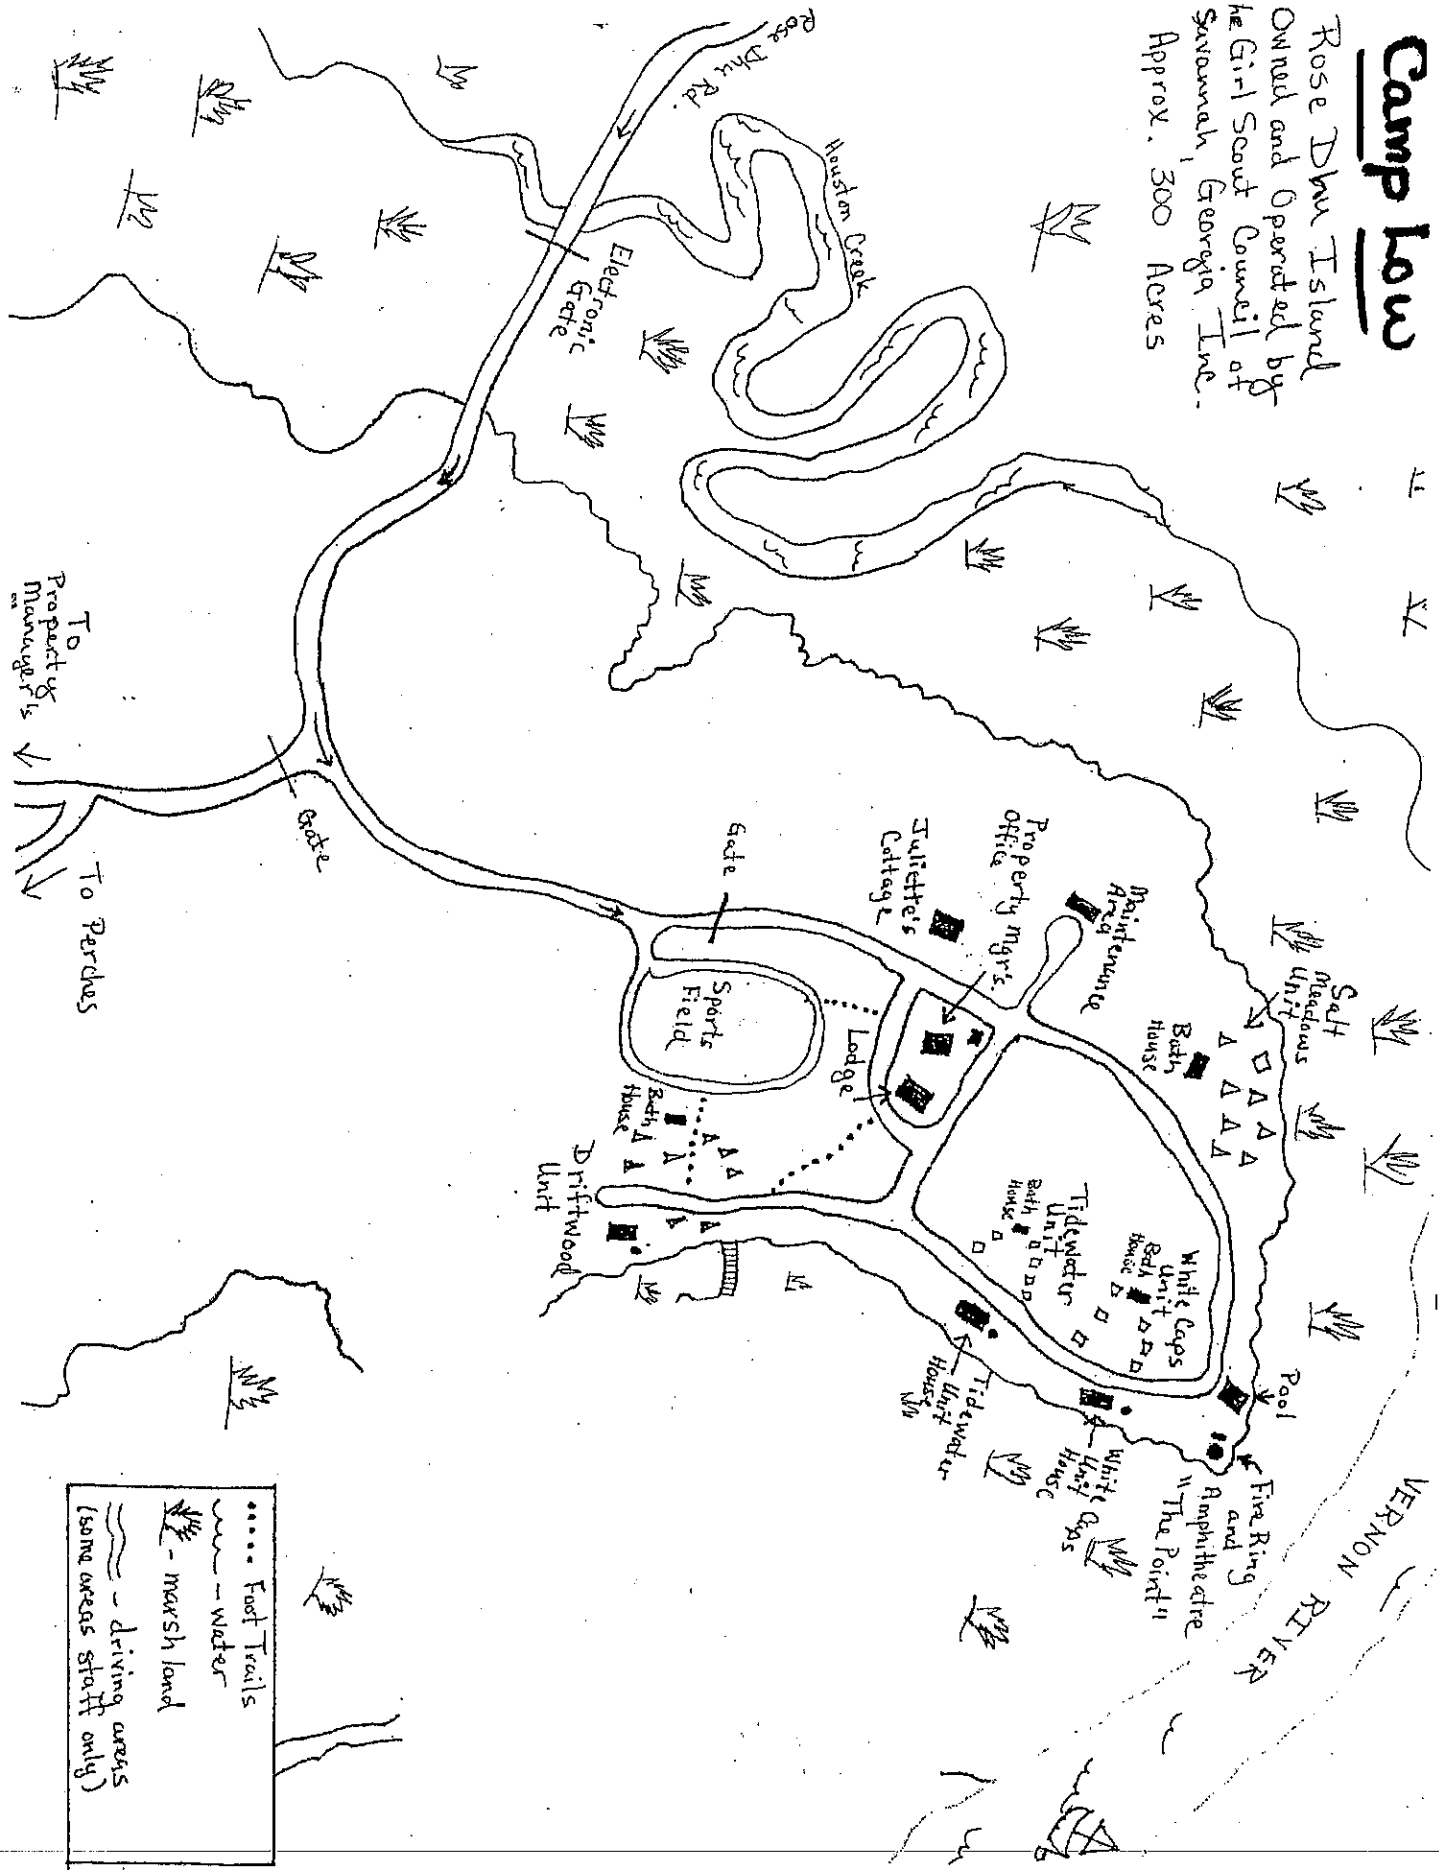 Camp Low
Rose Dhu Island
Owned and Operated by
he Girl Scout Council of
Savannah, Georgia Inc.
Approx. 300 Acres
Rose Dhu Rd.
Houston Creek
Electronic
Gate
To
Property
Manager's
Gate
To Perches
Gate
Juliette's
Cottage
Property Mgr's.
Office
Maintenance
Area
Salt
Meadows
Unit
Bath
House
Sports
Field
Lodge
Bath
House
Driftwood
Unit
Tidewater
Unit
Bath
House
White Caps
Unit
Bath
House
Pool
Tidewater
Unit
House
White Caps
Unit
House
Fire Ring
and
Amphitheatre
"The Point"
VERNON RIVER
.... Foot Trails
- water
- marsh land
- driving areas
(some areas staff only)